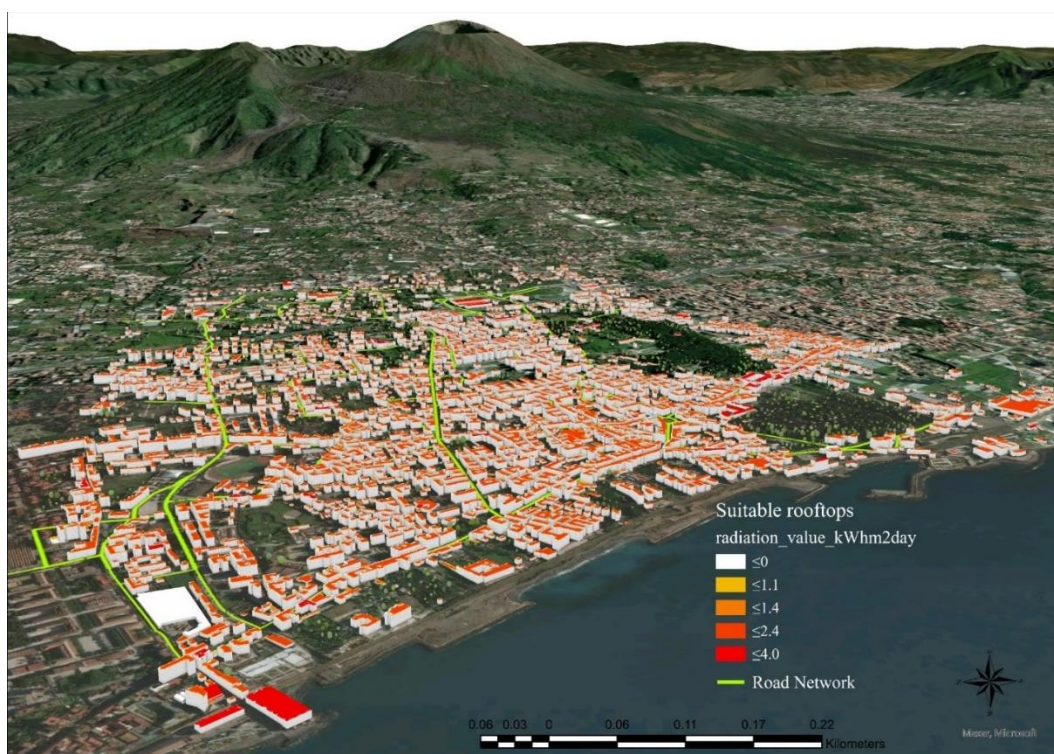 Suitable rooftops
radiation_value_kWhm2day
≤0
≤1.1
≤1.4
≤2.4
≤4.0
Road Network
0.06 0.03 0 0.06 0.11 0.17 0.22
Kilometers
Maxar, Microsoft